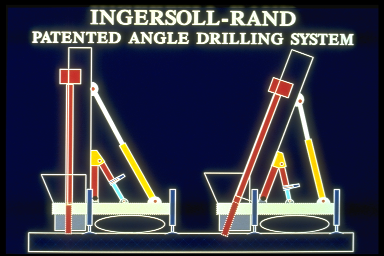 INGERSOLL-RAND
PATENTED ANGLE DRILLING SYSTEM